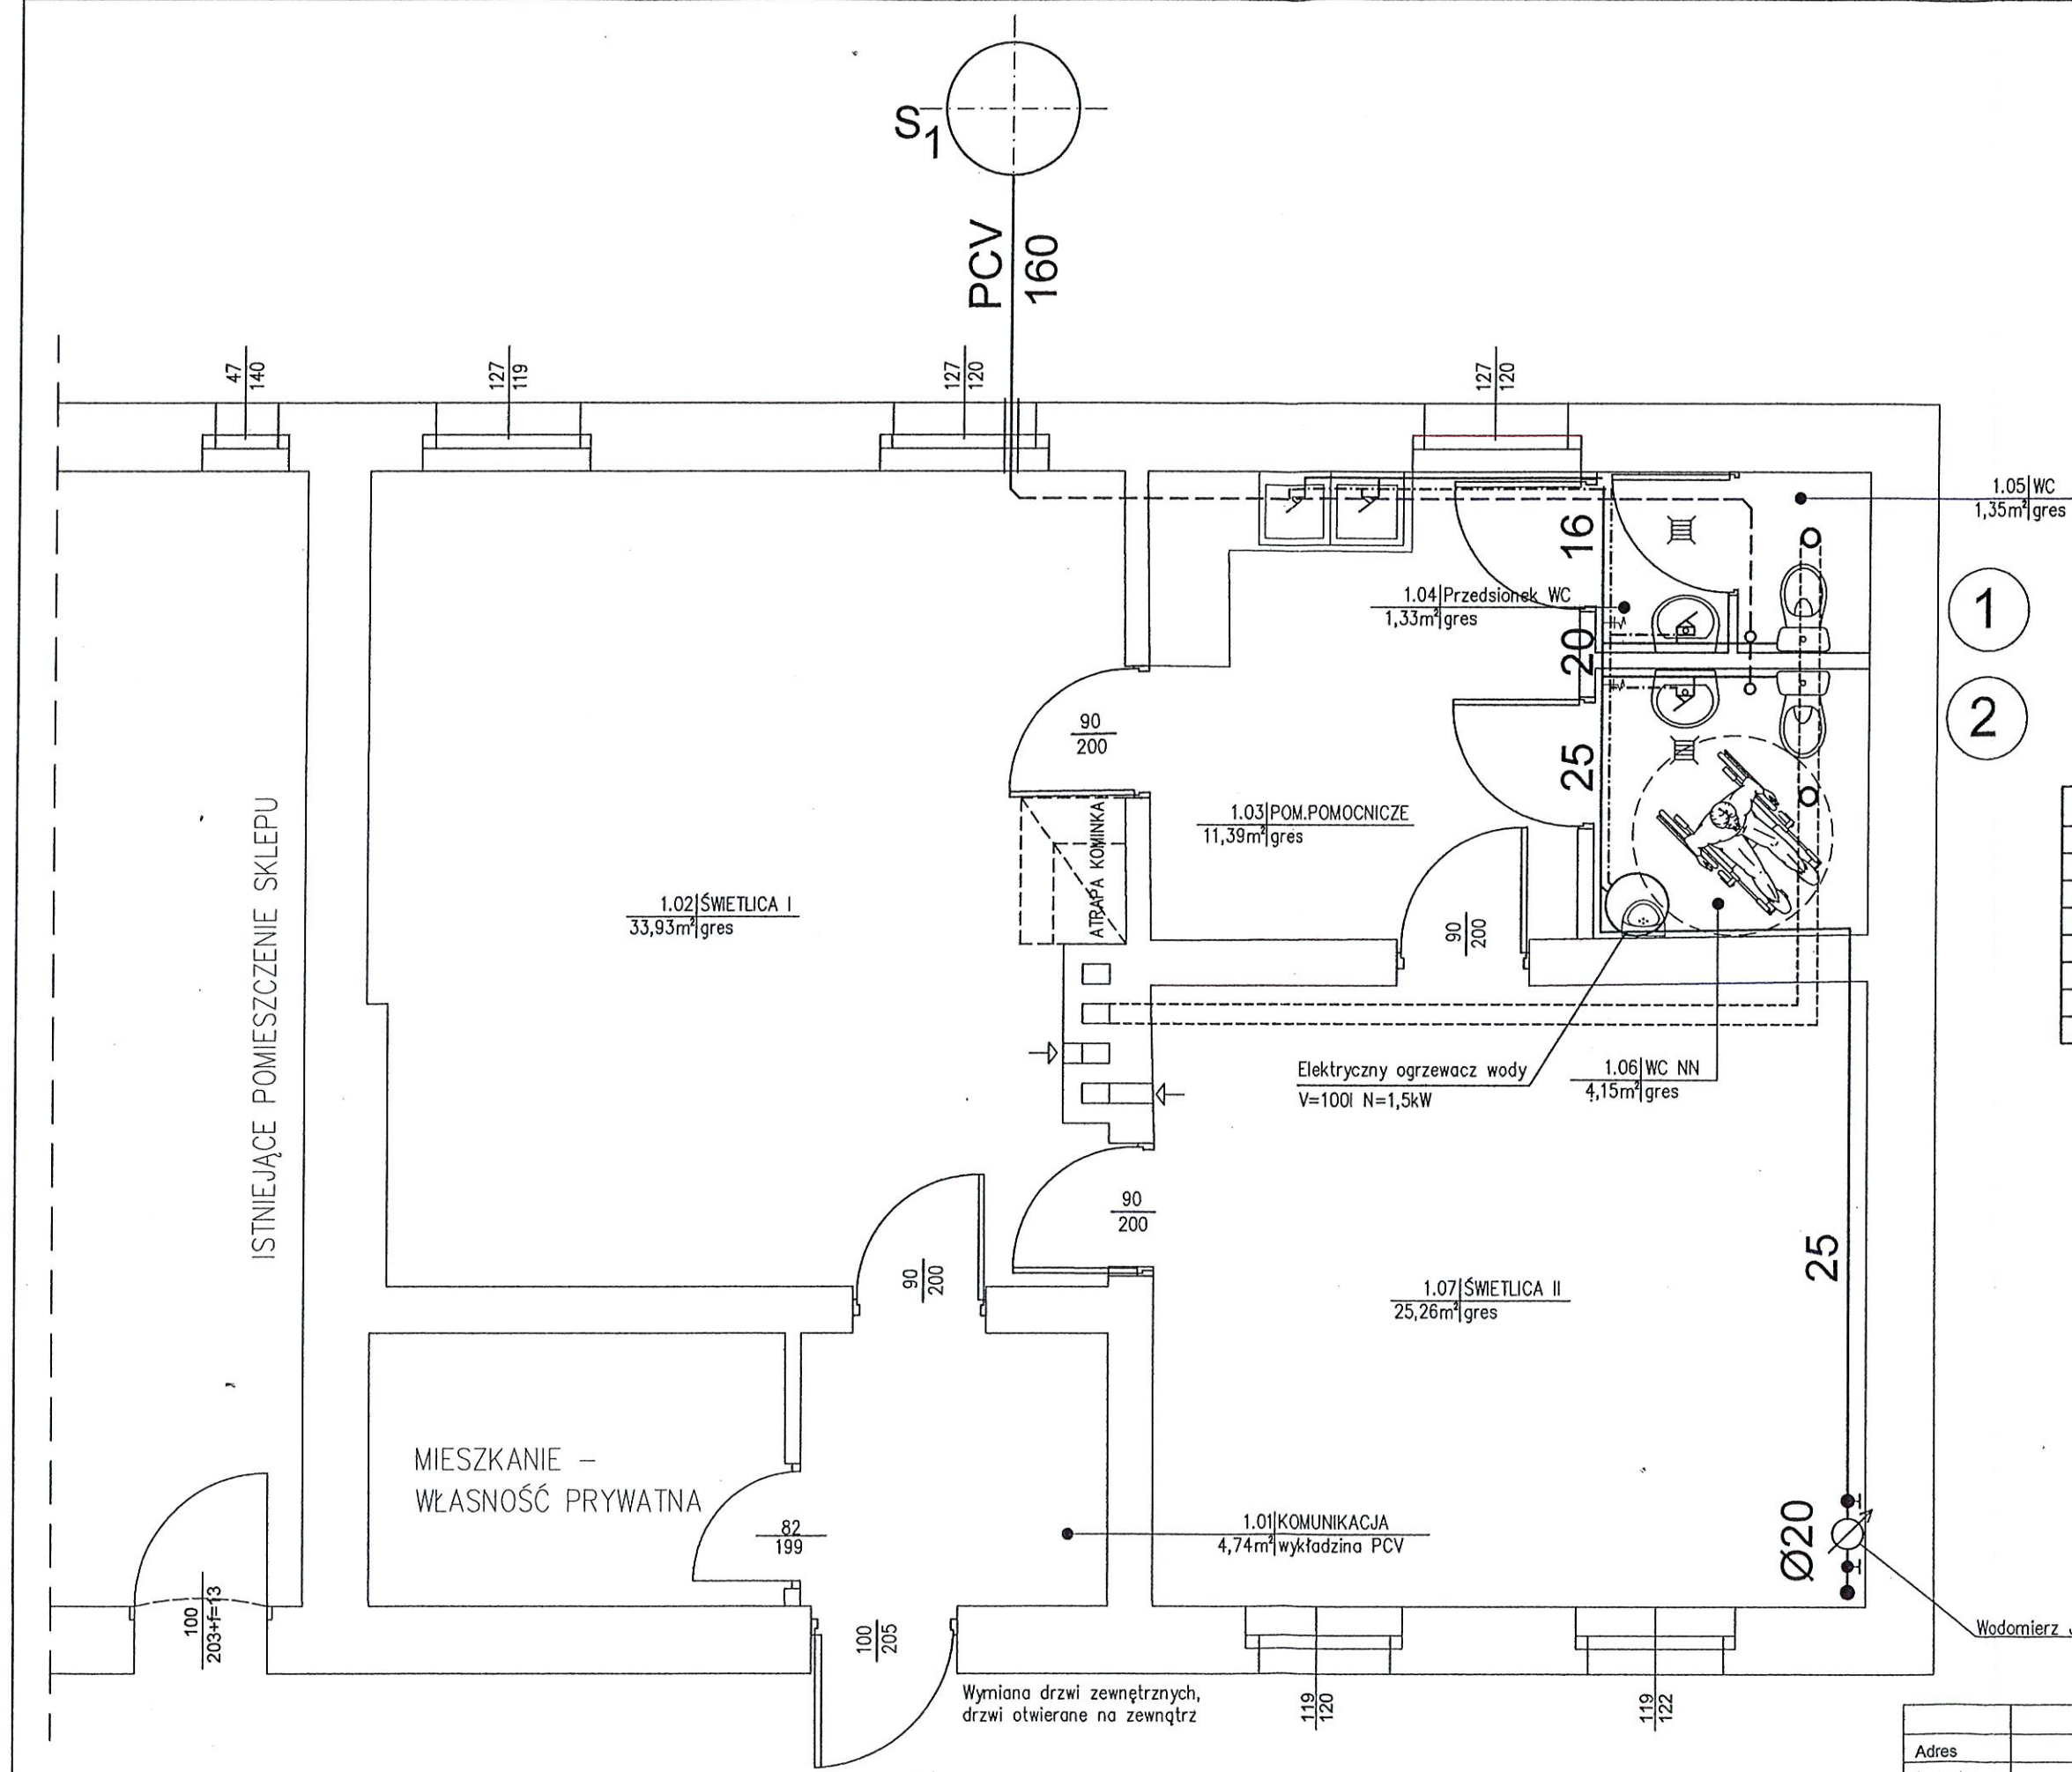 S1
PCV
160
47
140
127
119
127
120
127
120
1.05 WC
1,35m² gres
16
1.04 Przedsionek WC
1,33m² gres
1
20
2
90
200
25
ISTNIEJĄCE POMIESZCZENIE SKLEPU
ATRAPA KOMINKA
1.03 POM.POMOCNICZE
11,39m² gres
1.02 ŚWIETLICA I
33,93m² gres
90
200
Elektryczny ogrzewacz wody
V=100l N=1,5kW
1.06 WC NN
4,15m² gres
90
200
90
200
25
1.07 ŚWIETLICA II
25,26m² gres
MIESZKANIE –
WŁASNOŚĆ PRYWATNA
82
199
1.01 KOMUNIKACJA
4,74m² wykładzina PCV
Ø20
100
203+f=13
100
205
Wodomierz
Wymiana drzwi zewnętrznych,
drzwi otwierane na zewnątrz
119
120
119
122
Adres